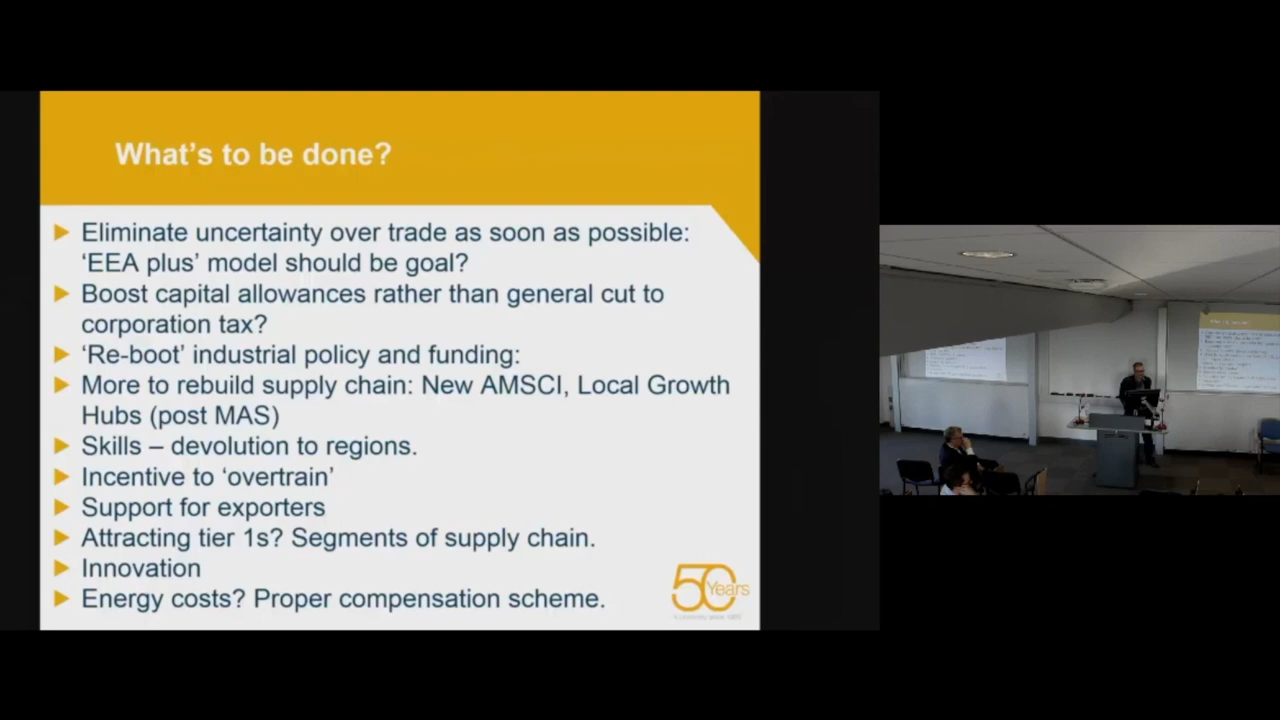 What's to be done?
Eliminate uncertainty over trade as soon as possible:
'EEA plus' model should be goal?
Boost capital allowances rather than general cut to
corporation tax?
'Re-boot' industrial policy and funding:
More to rebuild supply chain: New AMSCI, Local Growth
Hubs (post MAS)
Skills – devolution to regions.
Incentive to 'overtrain'
Support for exporters
Attracting tier 1s? Segments of supply chain.
Innovation
Energy costs? Proper compensation scheme.
50
Years